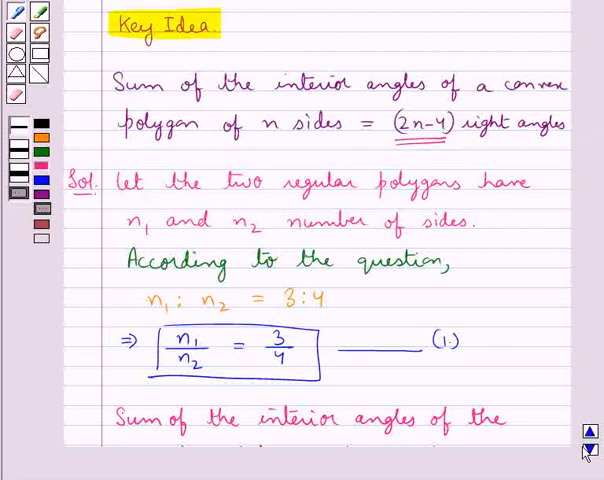 Key Idea.
Sum of the interior angles of a convex
polygon of n sides = (2n-4) right angles
Sol. Let the two regular polygons have
n₁ and n₂ number of sides.
According to the question,
n₁ : n₂ = 3:4
⇒ n₁/n₂ = 3/4 ——— (1.)
Sum of the interior angles of the